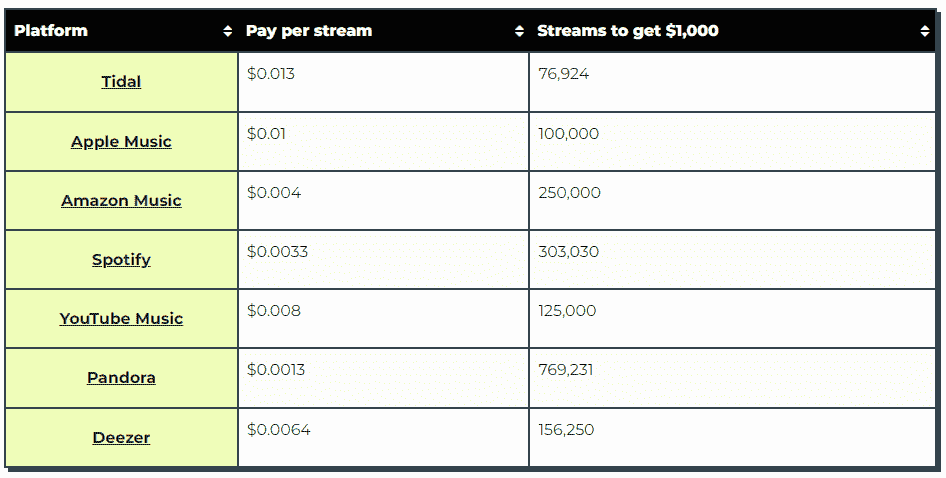 Platform Pay per stream Streams to get $1,000
Tidal $0.013 76,924
Apple Music $0.01 100,000
Amazon Music $0.004 250,000
Spotify $0.0033 303,030
YouTube Music $0.008 125,000
Pandora $0.0013 769,231
Deezer $0.0064 156,250